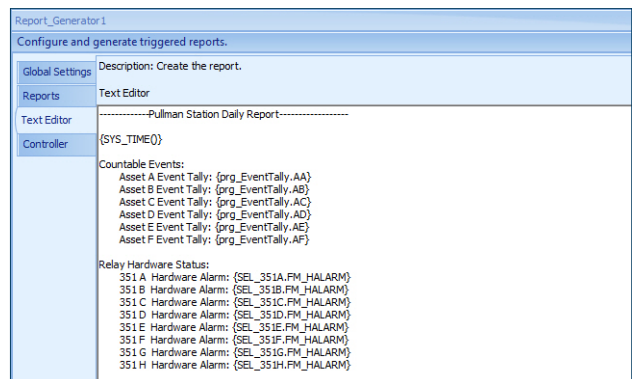 Report_Generator1
Configure and generate triggered reports.
Global Settings
Reports
Text Editor
Controller
Description: Create the report.
Text Editor
-------------Pullman Station Daily Report------------------
{SYS_TIME()}
Countable Events:
Asset A Event Tally: {prg_EventTally.AA}
Asset B Event Tally: {prg_EventTally.AB}
Asset C Event Tally: {prg_EventTally.AC}
Asset D Event Tally: {prg_EventTally.AD}
Asset E Event Tally: {prg_EventTally.AE}
Asset F Event Tally: {prg_EventTally.AF}
Relay Hardware Status:
351 A  Hardware Alarm: {SEL_351A.FM_HALARM}
351 B  Hardware Alarm: {SEL_351B.FM_HALARM}
351 C  Hardware Alarm: {SEL_351C.FM_HALARM}
351 D  Hardware Alarm: {SEL_351D.FM_HALARM}
351 E  Hardware Alarm: {SEL_351E.FM_HALARM}
351 F  Hardware Alarm: {SEL_351F.FM_HALARM}
351 G  Hardware Alarm: {SEL_351G.FM_HALARM}
351 H  Hardware Alarm: {SEL_351H.FM_HALARM}